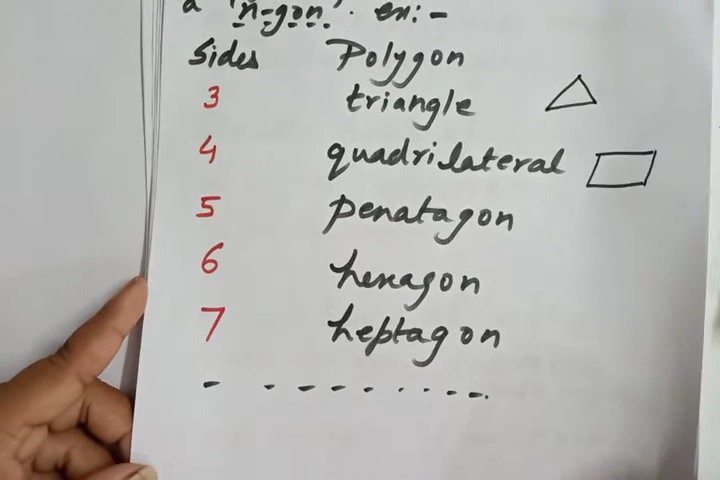 a 'n-gon'. ex:-
Sides Polygon
3 triangle
4 quadrilateral
5 penatagon
6 hexagon
7 heptagon